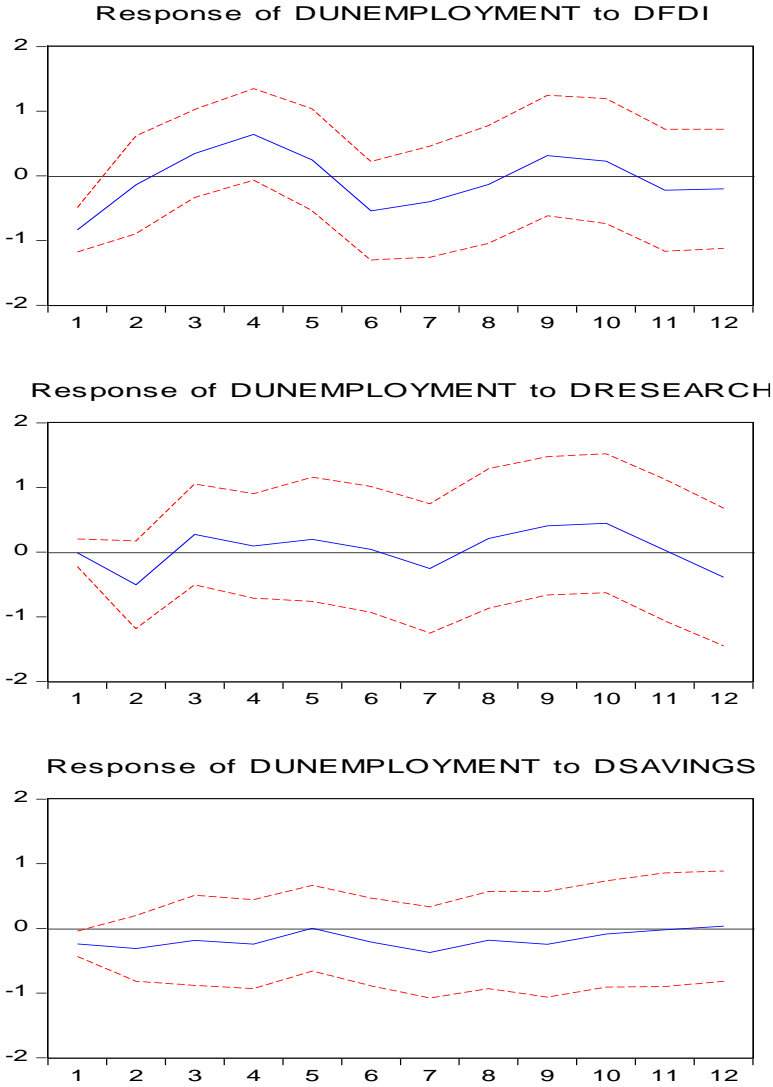 Response of DUNEMPLOYMENT to DFDI
2
1
0
-1
-2
1 2 3 4 5 6 7 8 9 10 11 12
Response of DUNEMPLOYMENT to DRESEARCH
2
1
0
-1
-2
1 2 3 4 5 6 7 8 9 10 11 12
Response of DUNEMPLOYMENT to DSAVINGS
2
1
0
-1
-2
1 2 3 4 5 6 7 8 9 10 11 12